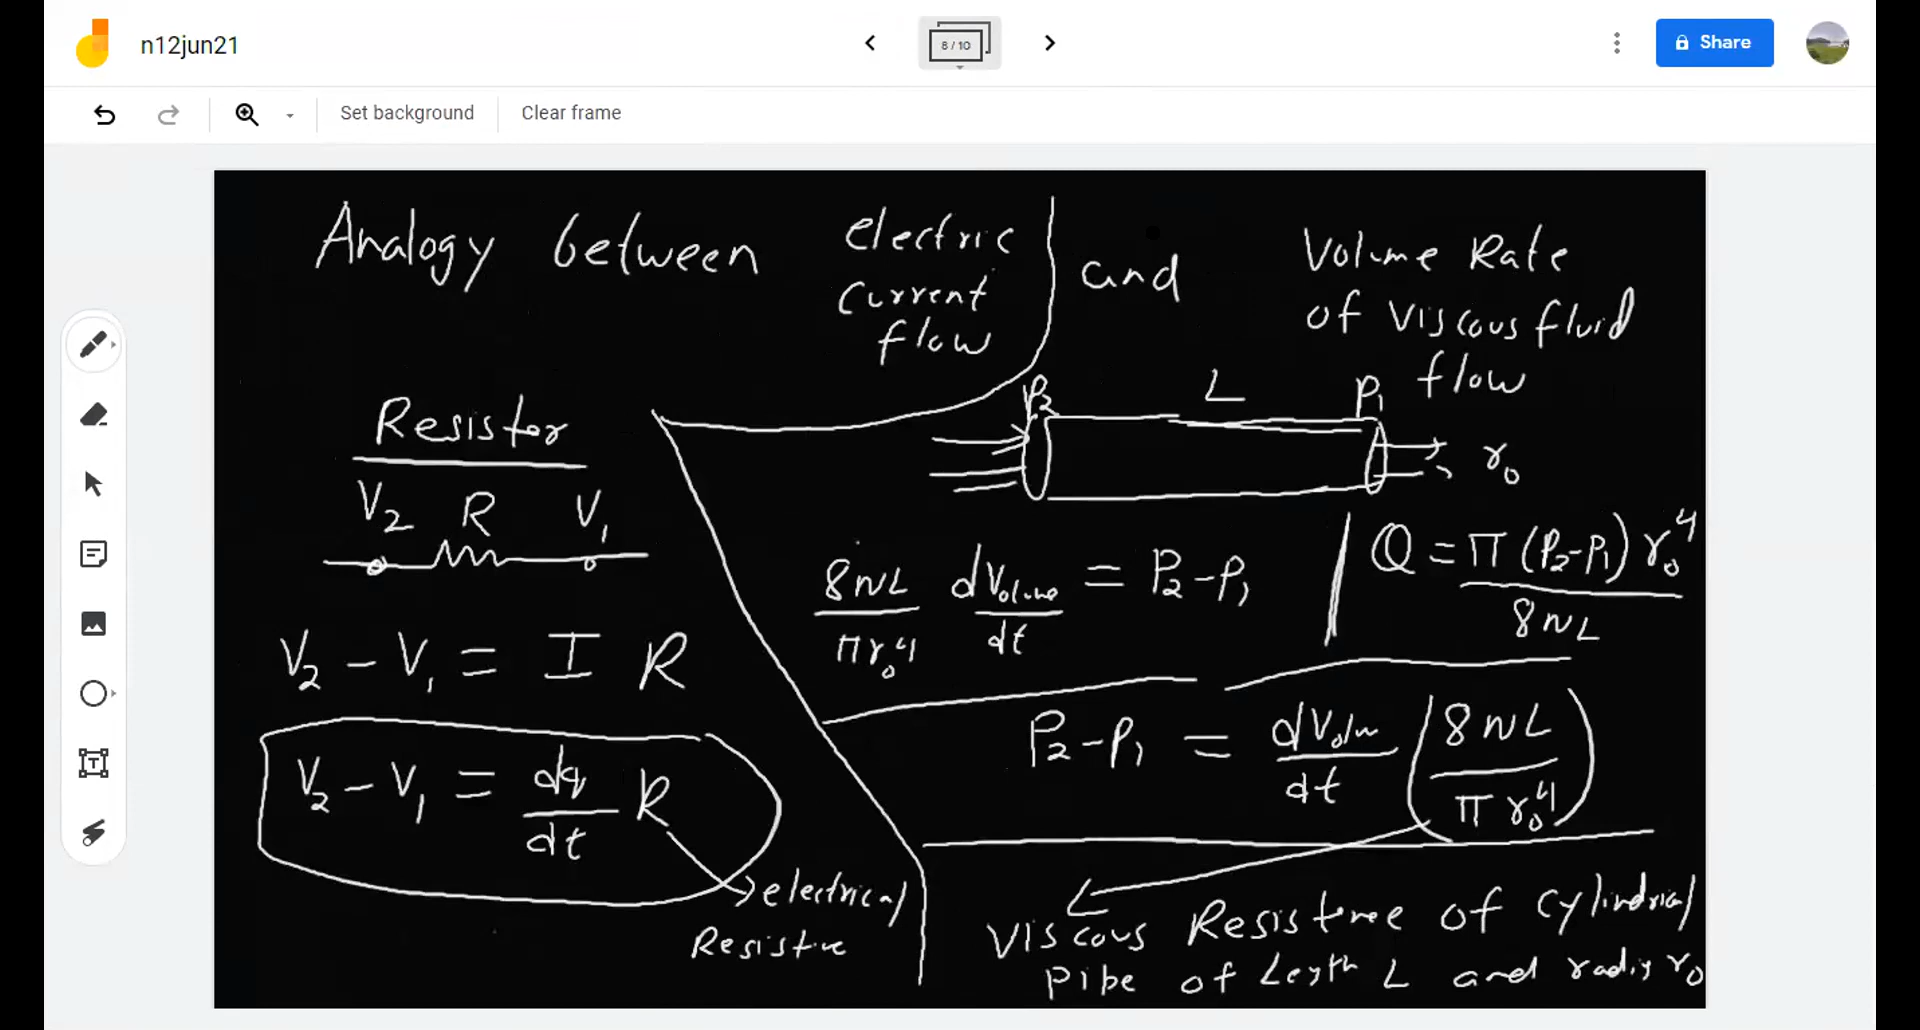 n12jun21
8 / 10
Share
Set background
Clear frame
Analogy between electric current flow and Volume Rate of Viscous fluid flow
Resistor
V₂ R V₁
V₂ - V₁ = I R
V₂ - V₁ = dq/dt R
electrical
Resistive
P₂ L P₁
r₀
8ηL/πr₀⁴ dVolume/dt = P₂ - P₁
Q = π (P₂-P₁) r₀⁴ / 8ηL
P₂ - P₁ = dVolm/dt (8ηL/π r₀⁴)
Viscous Resistance of Cylindrical
pipe of Length L and radius r₀